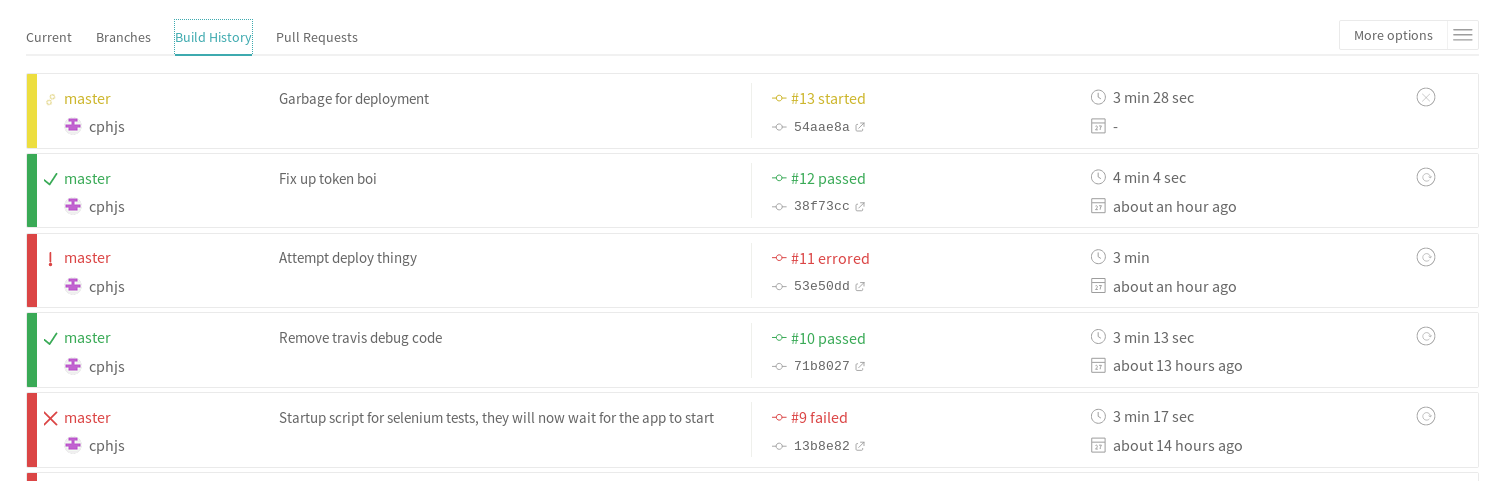 Current Branches Build History Pull Requests More options
master Garbage for deployment #13 started 3 min 28 sec
cphjs 54aae8a -
master Fix up token boi #12 passed 4 min 4 sec
cphjs 38f73cc about an hour ago
master Attempt deploy thingy #11 errored 3 min
cphjs 53e50dd about an hour ago
master Remove travis debug code #10 passed 3 min 13 sec
cphjs 71b8027 about 13 hours ago
master Startup script for selenium tests, they will now wait for the app to start #9 failed 3 min 17 sec
cphjs 13b8e82 about 14 hours ago